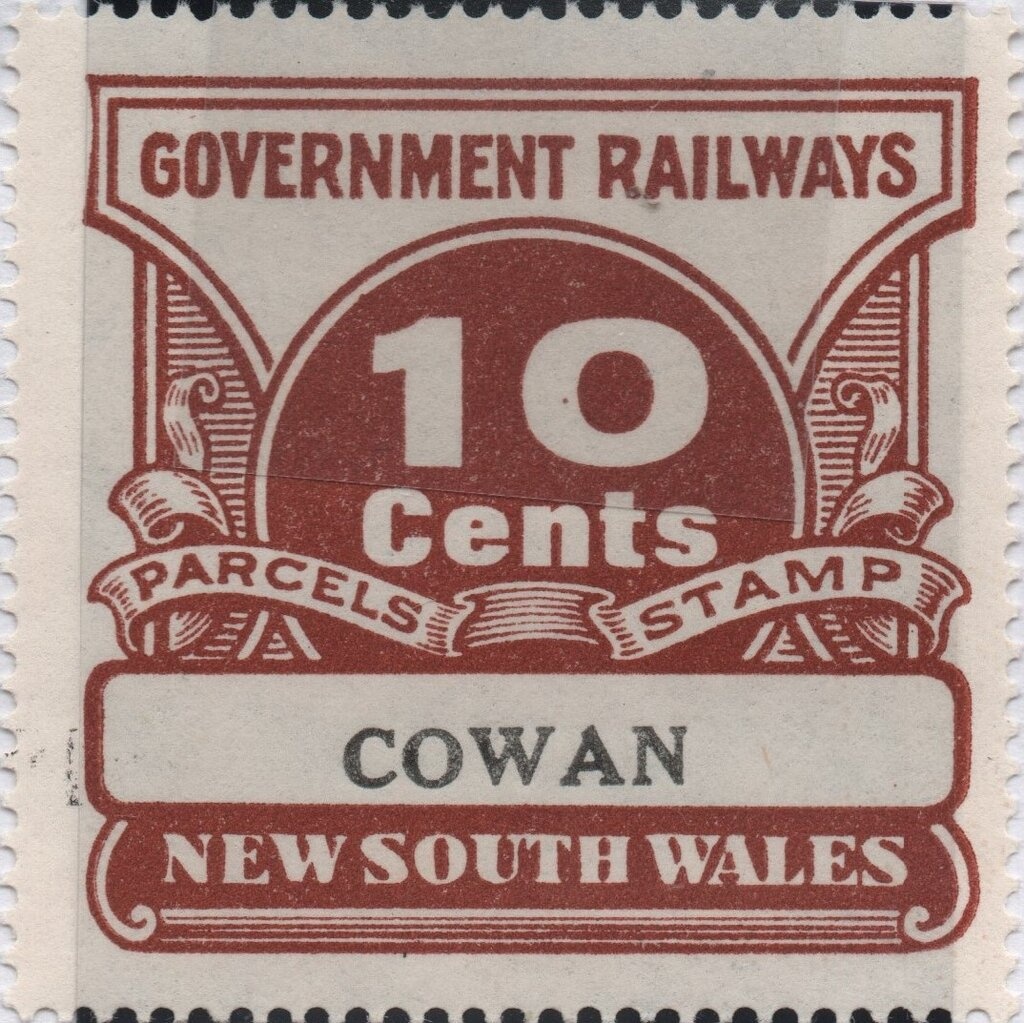 GOVERNMENT RAILWAYS
10
Cents
PARCELS STAMP
COWAN
NEW SOUTH WALES